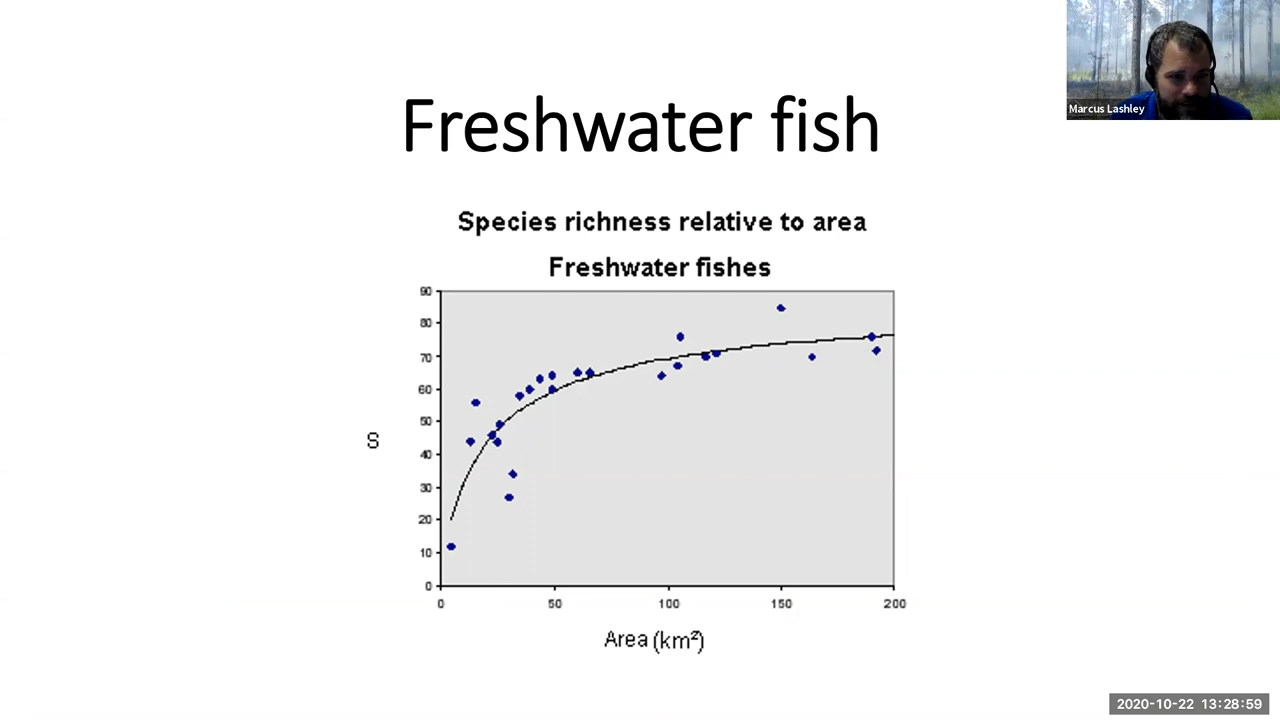 Marcus Lashley
Freshwater fish
Species richness relative to area
Freshwater fishes
90
80
70
60
50
40
30
20
10
0
S
0 50 100 150 200
Area (km²)
2020-10-22 13:28:59